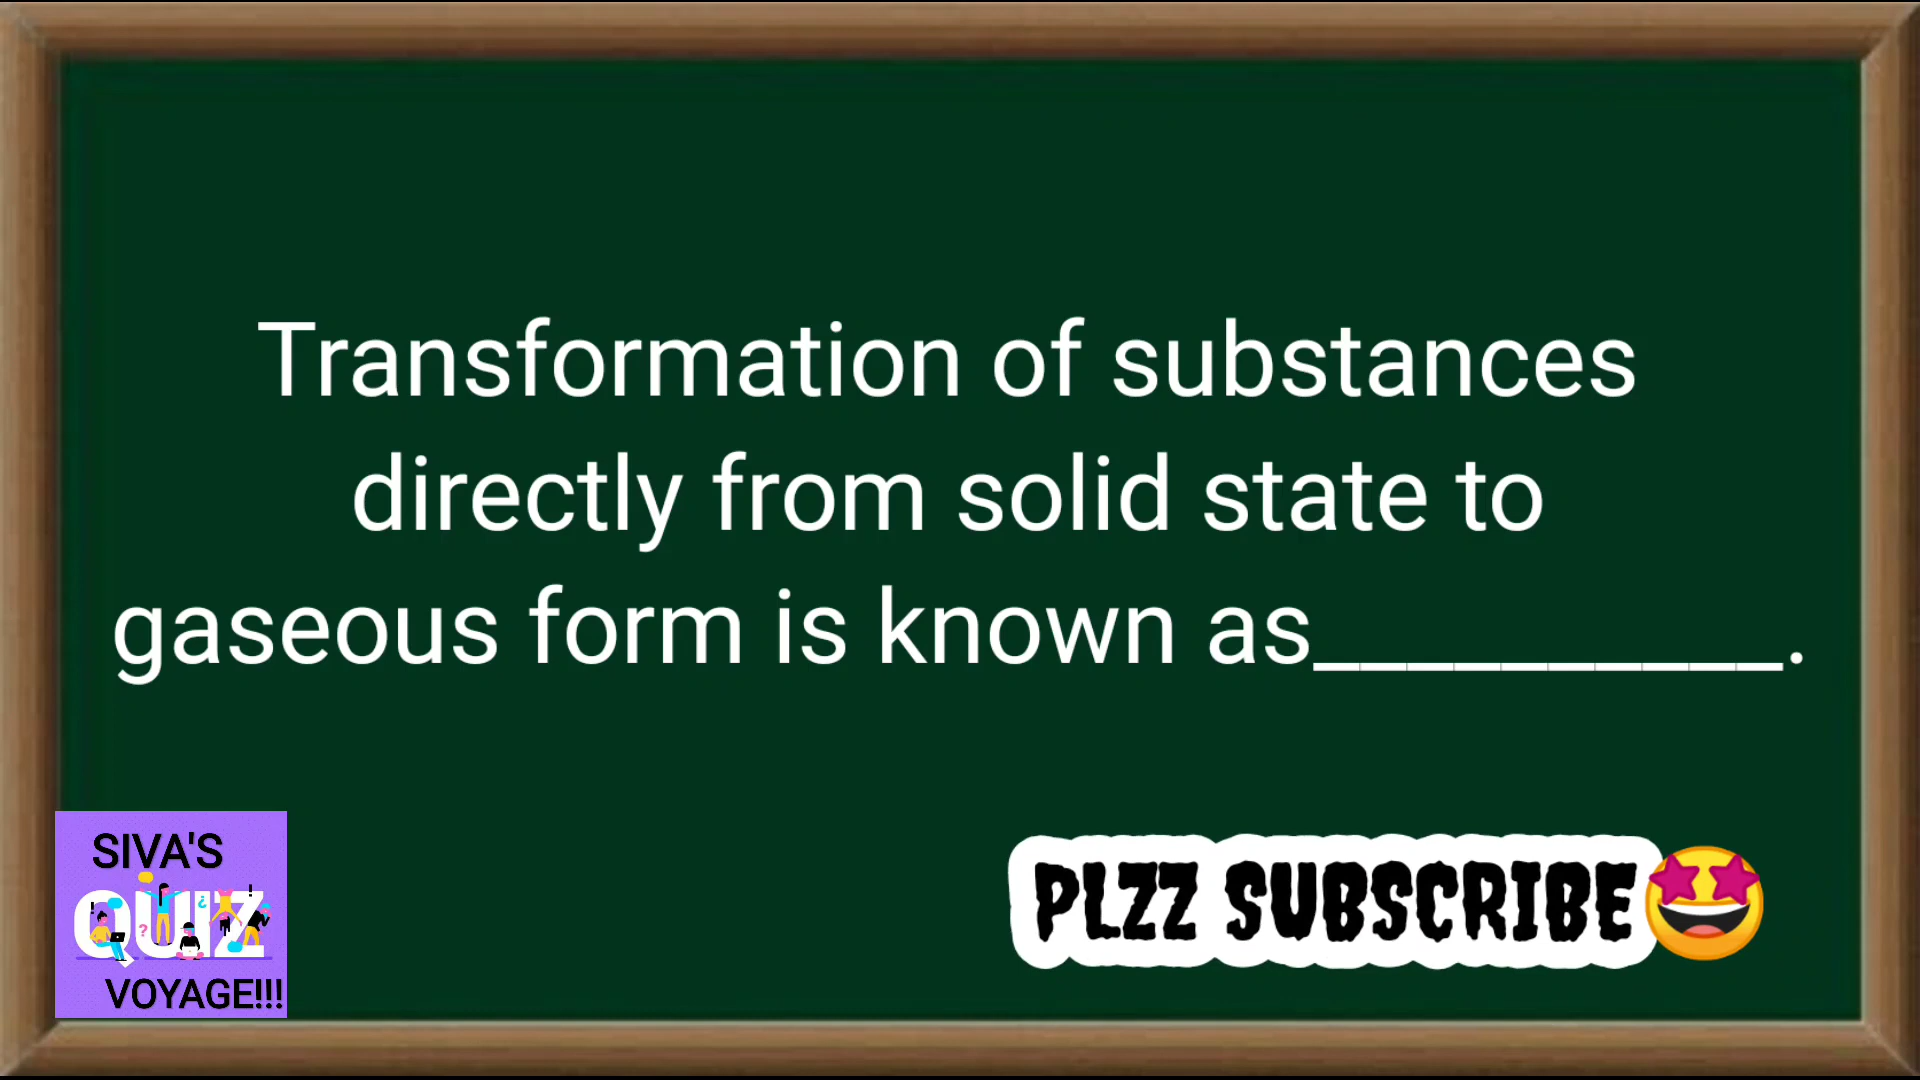 Transformation of substances
directly from solid state to
gaseous form is known as__________.
SIVA'S
QUIZ
VOYAGE!!!
PLZZ SUBSCRIBE